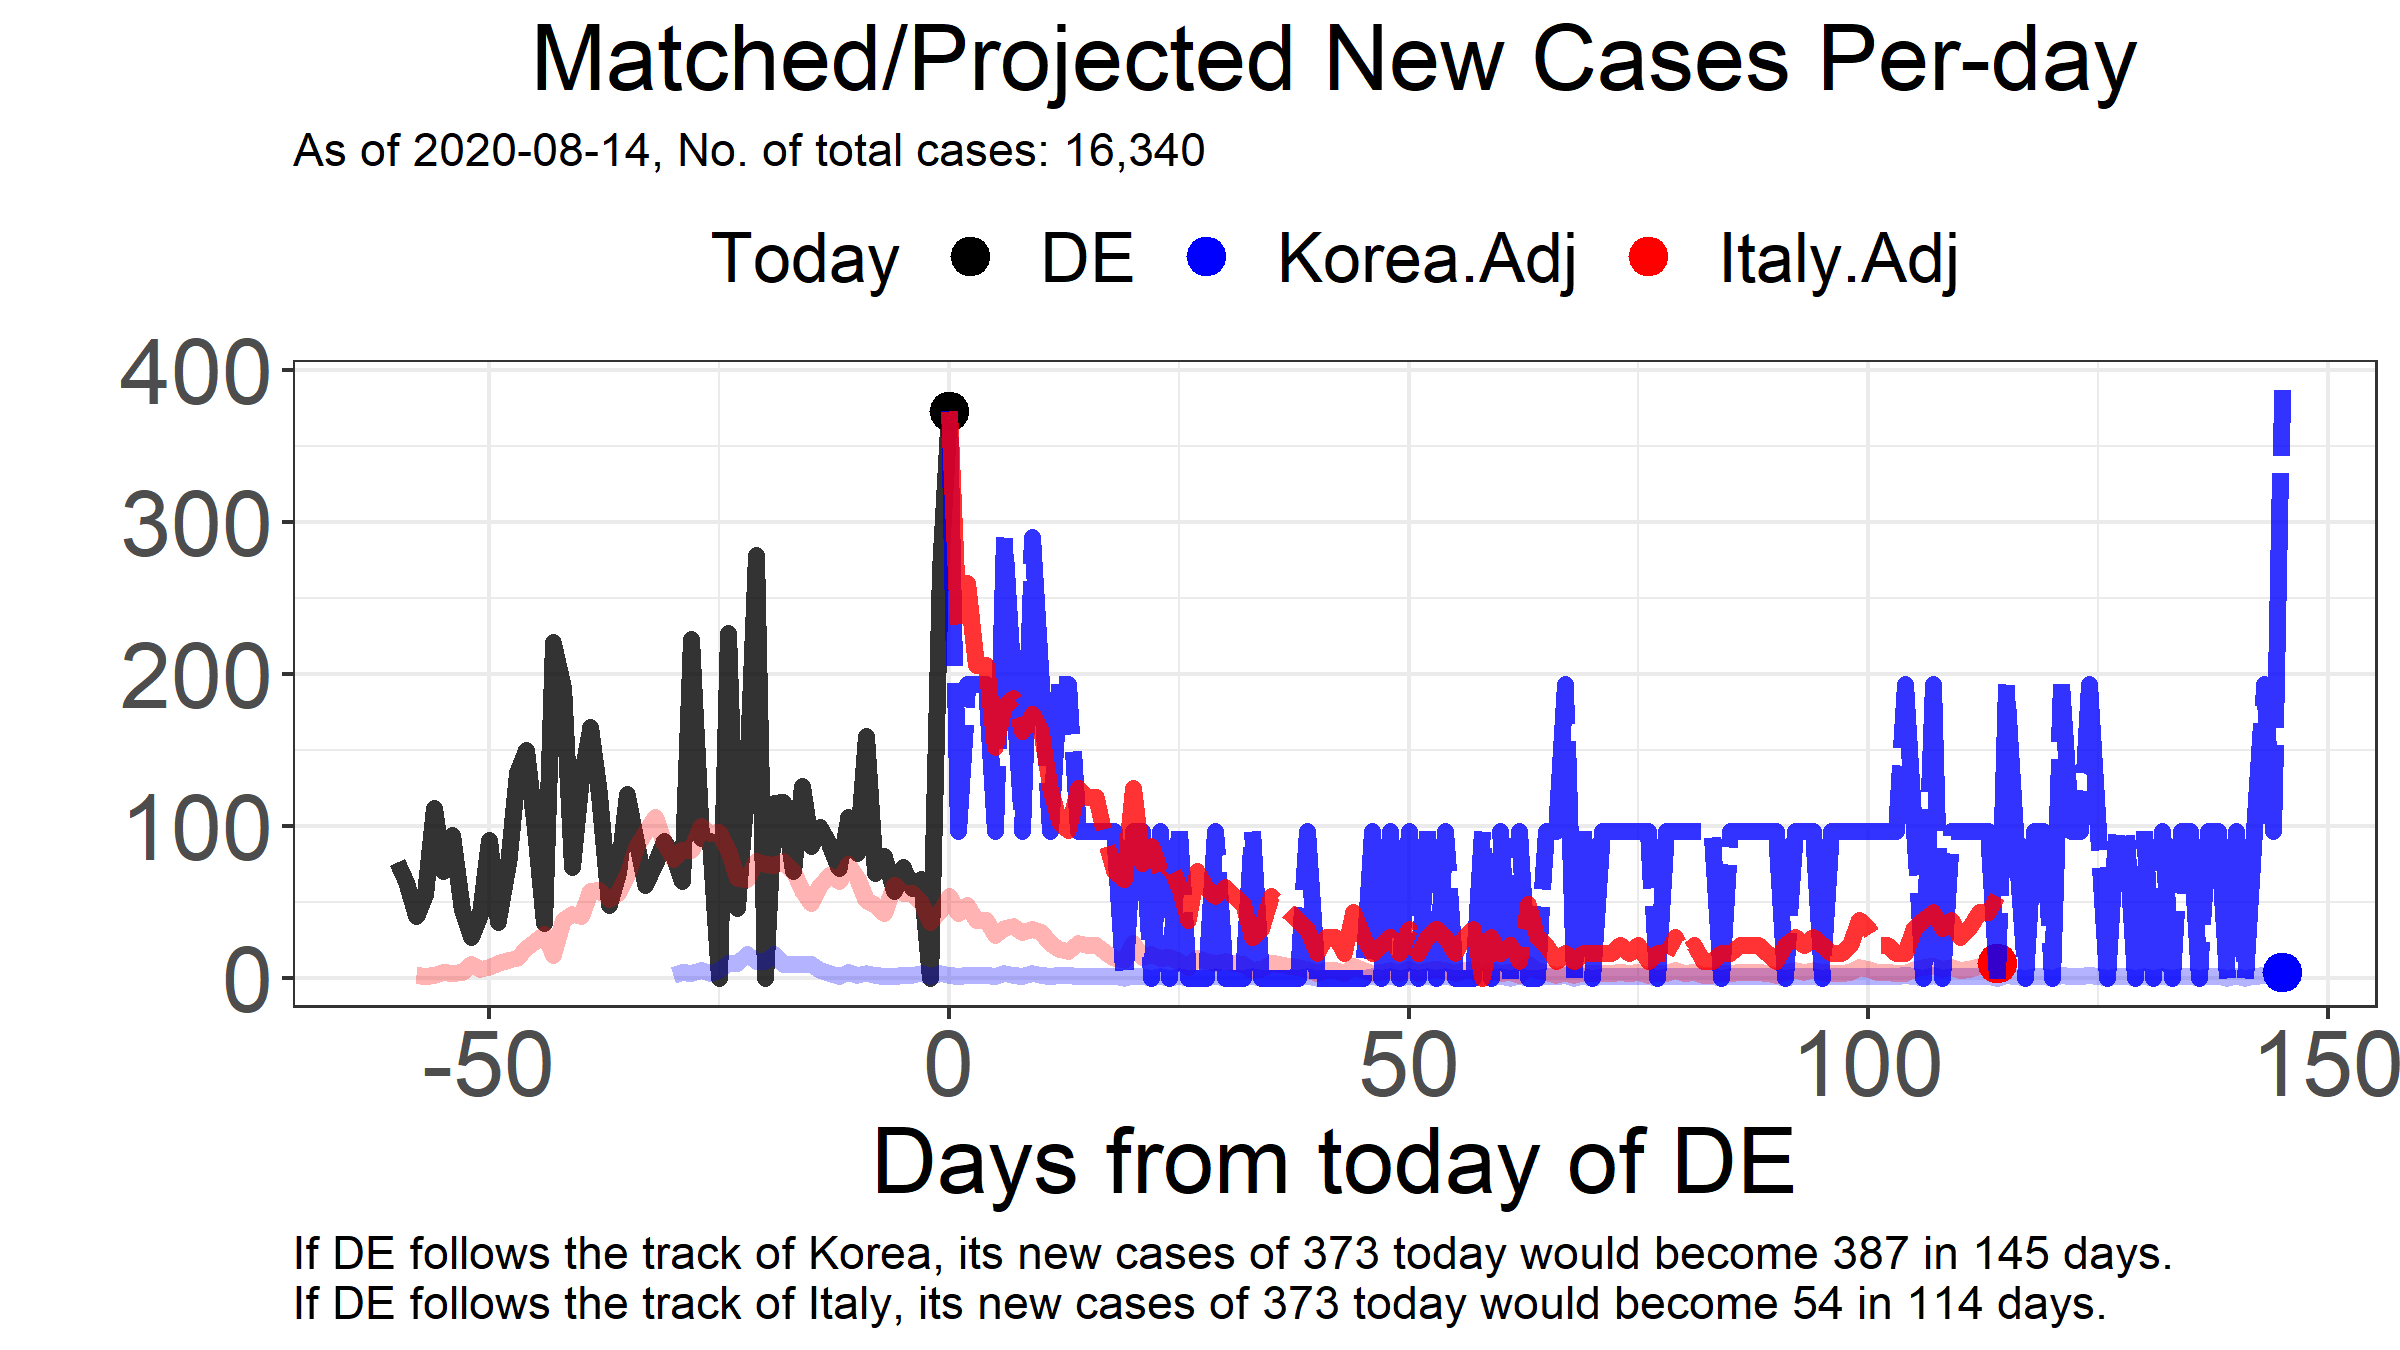 Matched/Projected New Cases Per-day
As of 2020-08-14, No. of total cases: 16,340
Today DE Korea.Adj Italy.Adj
400
300
200
100
0
-50 0 50 100 150
Days from today of DE
If DE follows the track of Korea, its new cases of 373 today would become 387 in 145 days.
If DE follows the track of Italy, its new cases of 373 today would become 54 in 114 days.